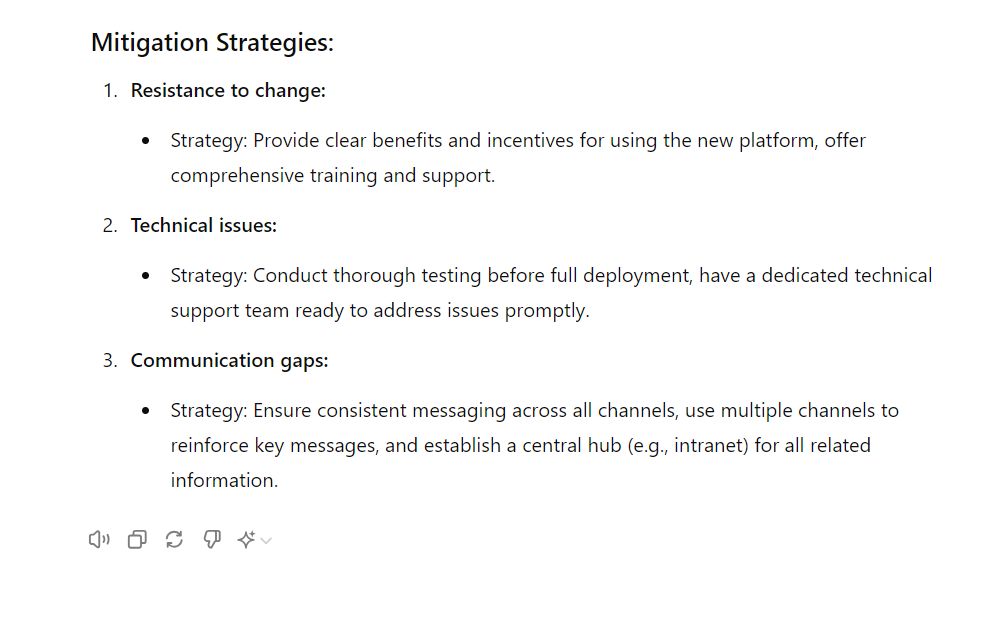 Mitigation Strategies:
1. Resistance to change:
• Strategy: Provide clear benefits and incentives for using the new platform, offer
comprehensive training and support.
2. Technical issues:
• Strategy: Conduct thorough testing before full deployment, have a dedicated technical
support team ready to address issues promptly.
3. Communication gaps:
• Strategy: Ensure consistent messaging across all channels, use multiple channels to
reinforce key messages, and establish a central hub (e.g., intranet) for all related
information.